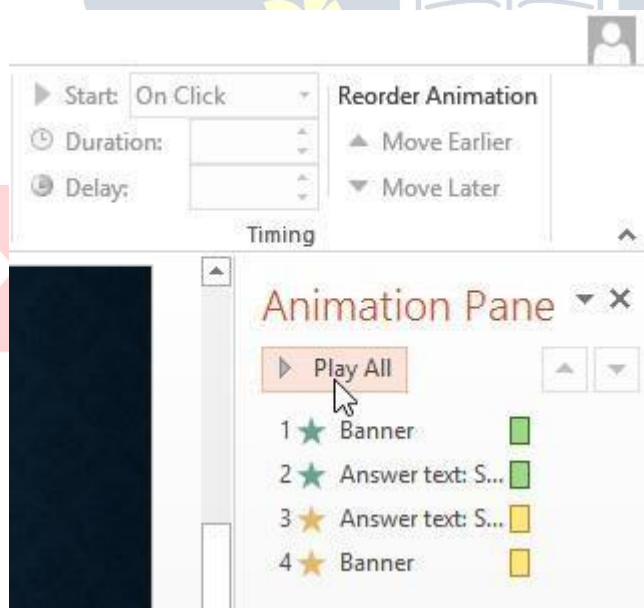 Start: On Click
Duration:
Delay:
Reorder Animation
Move Earlier
Move Later
Timing
Animation Pane
Play All
1 Banner
2 Answer text: S...
3 Answer text: S...
4 Banner